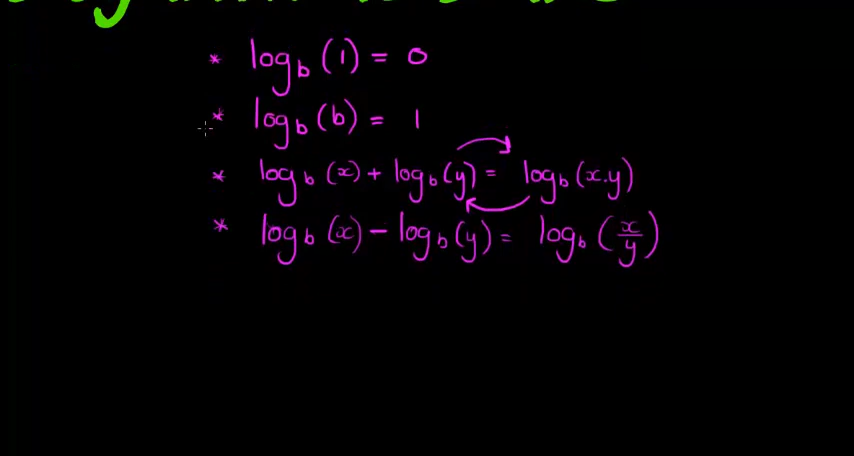 * log_b (1) = 0
* log_b (b) = 1
* log_b (x) + log_b (y) = log_b (x.y)
* log_b (x) - log_b (y) = log_b (x/y)